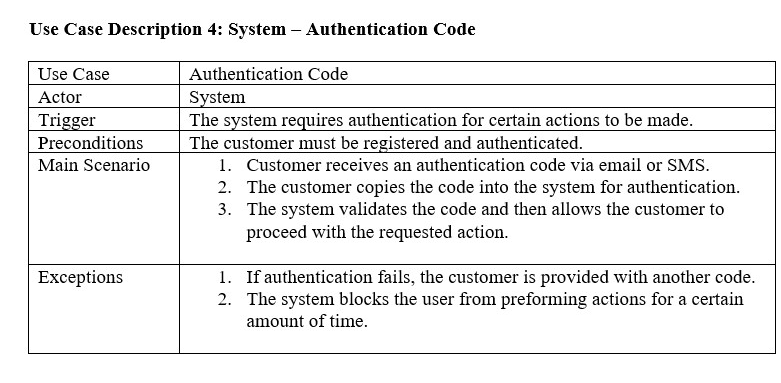 Use Case Description 4: System – Authentication Code
Use Case Authentication Code
Actor System
Trigger The system requires authentication for certain actions to be made.
Preconditions The customer must be registered and authenticated.
Main Scenario 1. Customer receives an authentication code via email or SMS.
2. The customer copies the code into the system for authentication.
3. The system validates the code and then allows the customer to
proceed with the requested action.
Exceptions 1. If authentication fails, the customer is provided with another code.
2. The system blocks the user from preforming actions for a certain
amount of time.